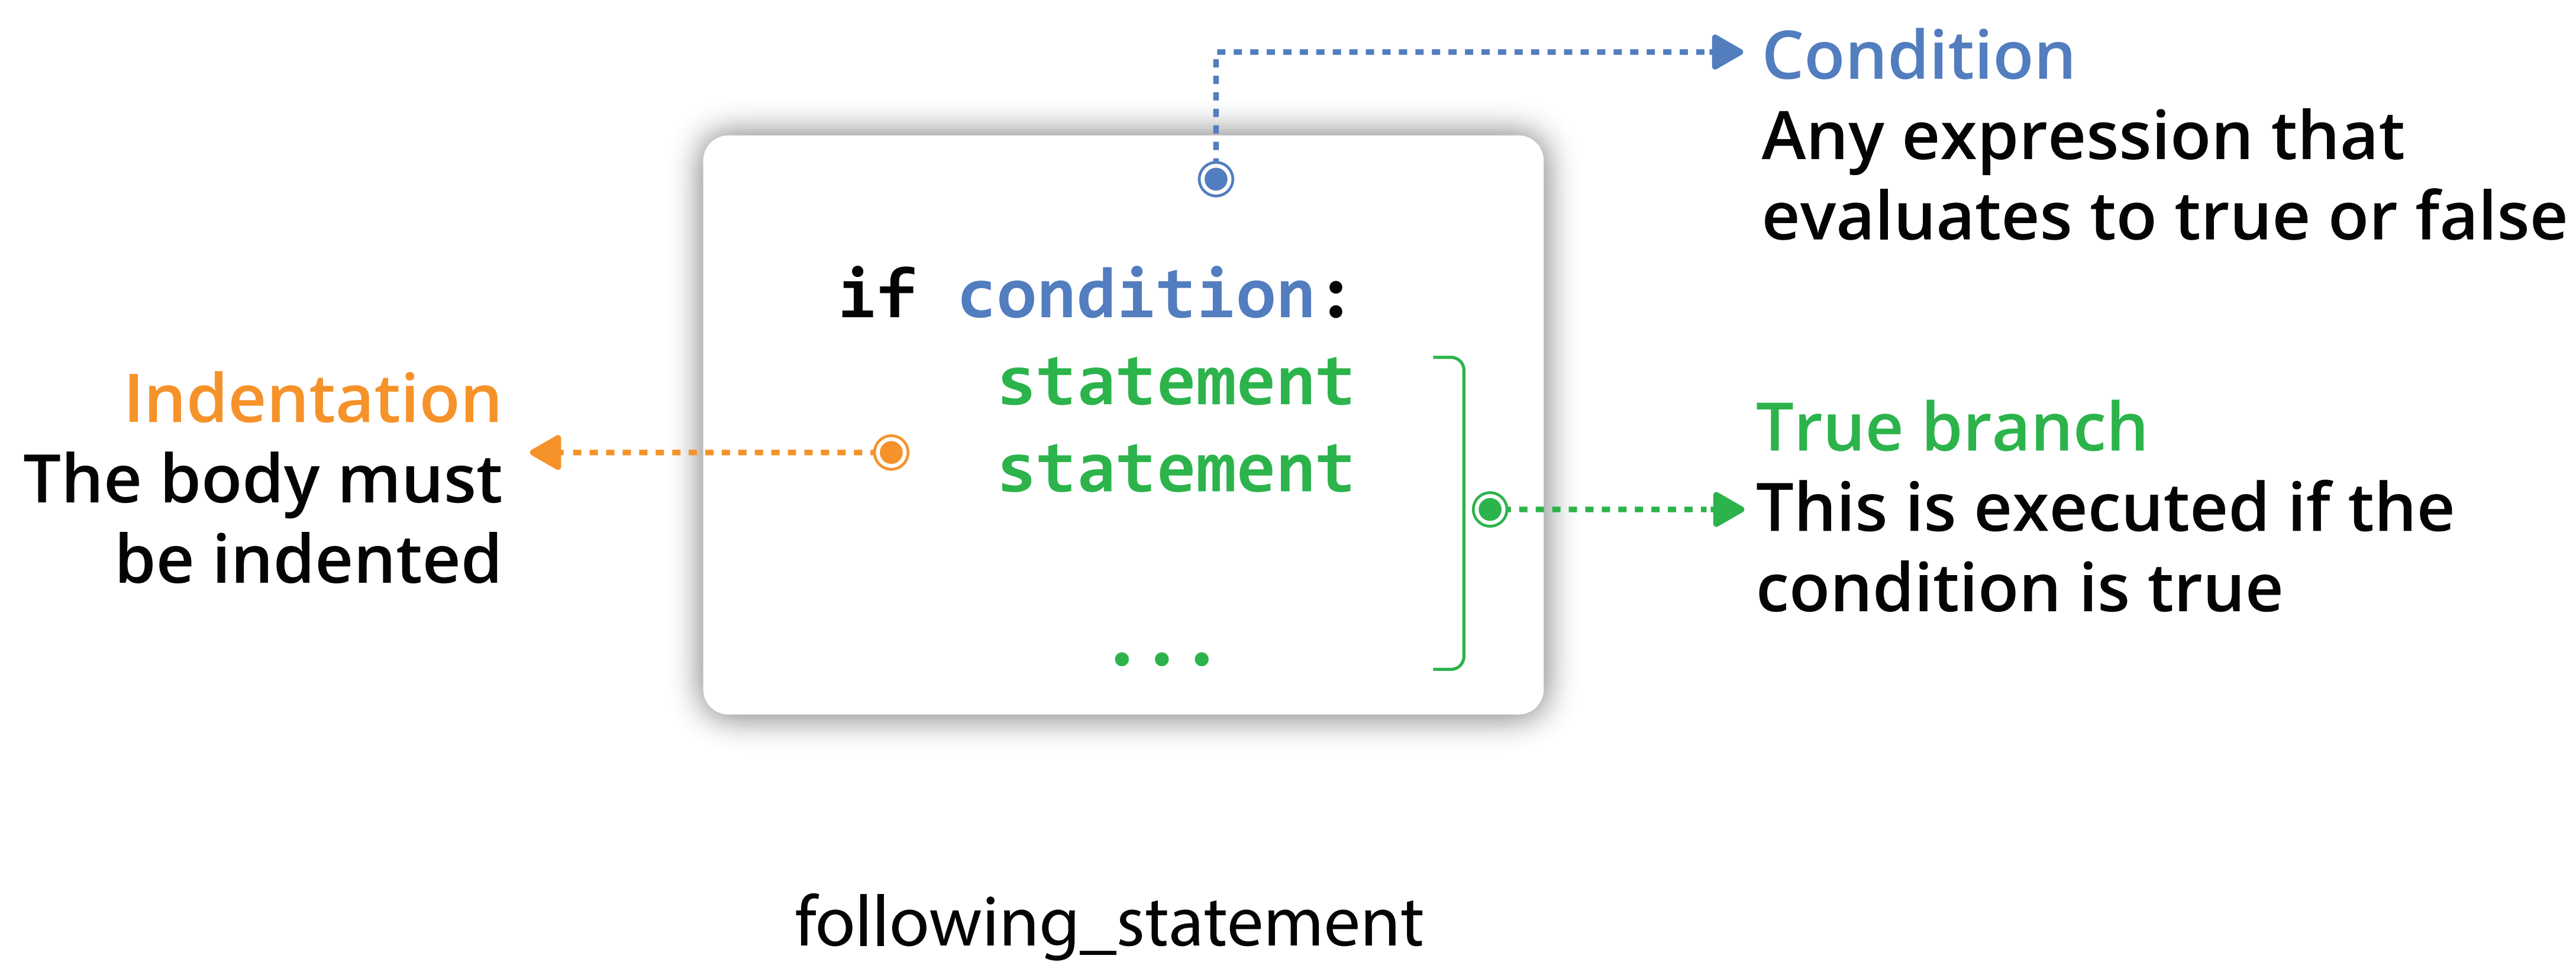 Condition
Any expression that
evaluates to true or false
if condition:
statement
statement
...
Indentation
The body must
be indented
True branch
This is executed if the
condition is true
following_statement